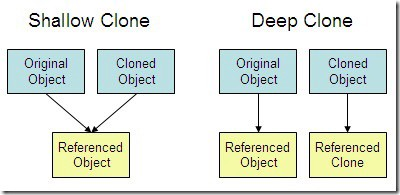 Shallow Clone
Deep Clone
Original
Object
Cloned
Object
Original
Object
Cloned
Object
Referenced
Object
Referenced
Object
Referenced
Clone